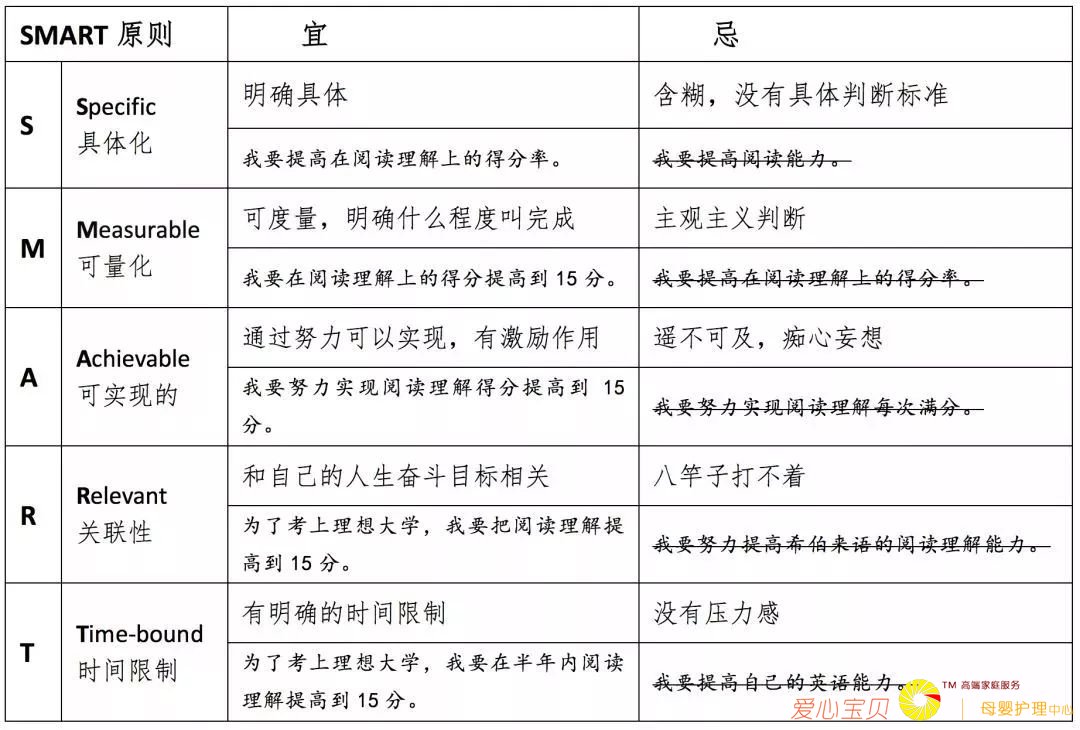 SMART 原则 宜 忌
S Specific 具体化 明确具体 含糊，没有具体判断标准
我要提高在阅读理解上的得分率。 我要提高阅读能力。
M Measurable 可量化 可度量，明确什么程度叫完成 主观主义判断
我要在阅读理解上的得分提高到 15 分。 我要提高在阅读理解上的得分率。
A Achievable 可实现的 通过努力可以实现，有激励作用 遥不可及，痴心妄想
我要努力实现阅读理解得分提高到 15
分。 我要努力实现阅读理解每次满分。
R Relevant 关联性 和自己的人生奋斗目标相关 八竿子打不着
为了考上理想大学，我要把阅读理解提
高到 15 分。 我要努力提高希伯来语的阅读理解能力。
T Time-bound 时间限制 有明确的时间限制 没有压力感
为了考上理想大学，我要在半年内阅读
理解提高到 15 分。 我要提高自己的英语能力。
爱心宝贝 TM 高端家庭服务
母婴护理中心